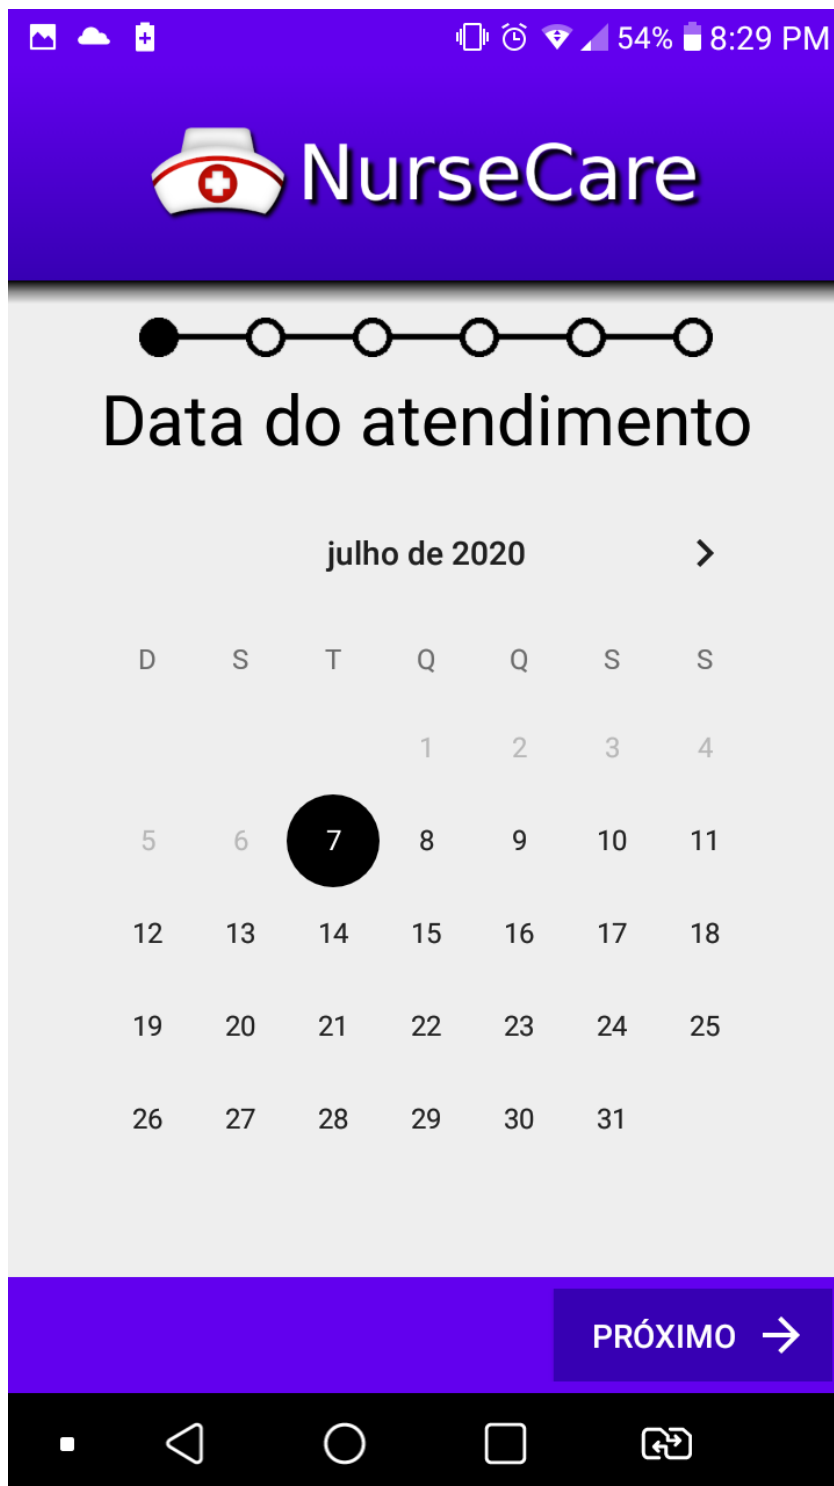 54% 8:29 PM
NurseCare
Data do atendimento
julho de 2020
D S T Q Q S S
1 2 3 4
5 6 7 8 9 10 11
12 13 14 15 16 17 18
19 20 21 22 23 24 25
26 27 28 29 30 31
PRÓXIMO